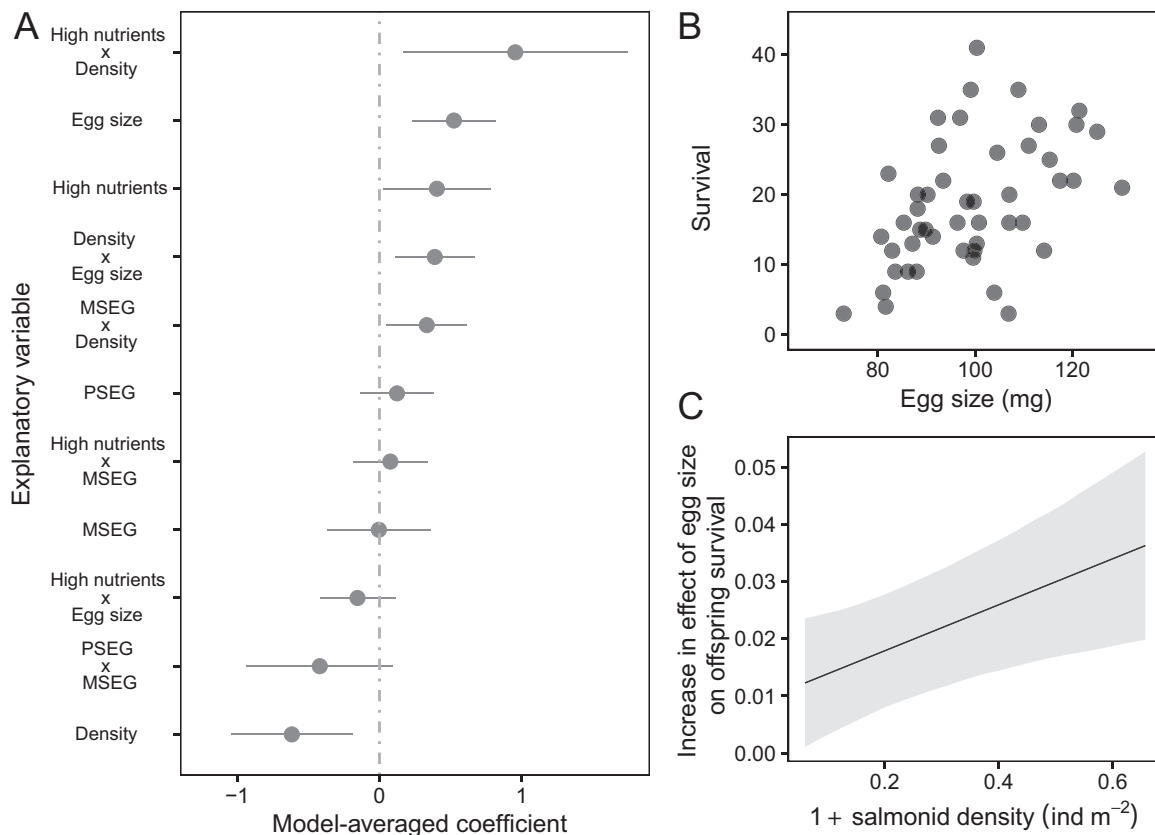 A
Explanatory variable
High nutrients
x
Density
Egg size
High nutrients
Density
x
Egg size
MSEG
x
Density
PSEG
High nutrients
x
MSEG
MSEG
High nutrients
x
Egg size
PSEG
x
MSEG
Density
−1
0
1
Model-averaged coefficient
B
Survival
40
30
20
10
0
80
100
120
Egg size (mg)
C
Increase in effect of egg size
on offspring survival
0.05
0.04
0.03
0.02
0.01
0.00
0.2
0.4
0.6
1 + salmonid density (ind m⁻²)